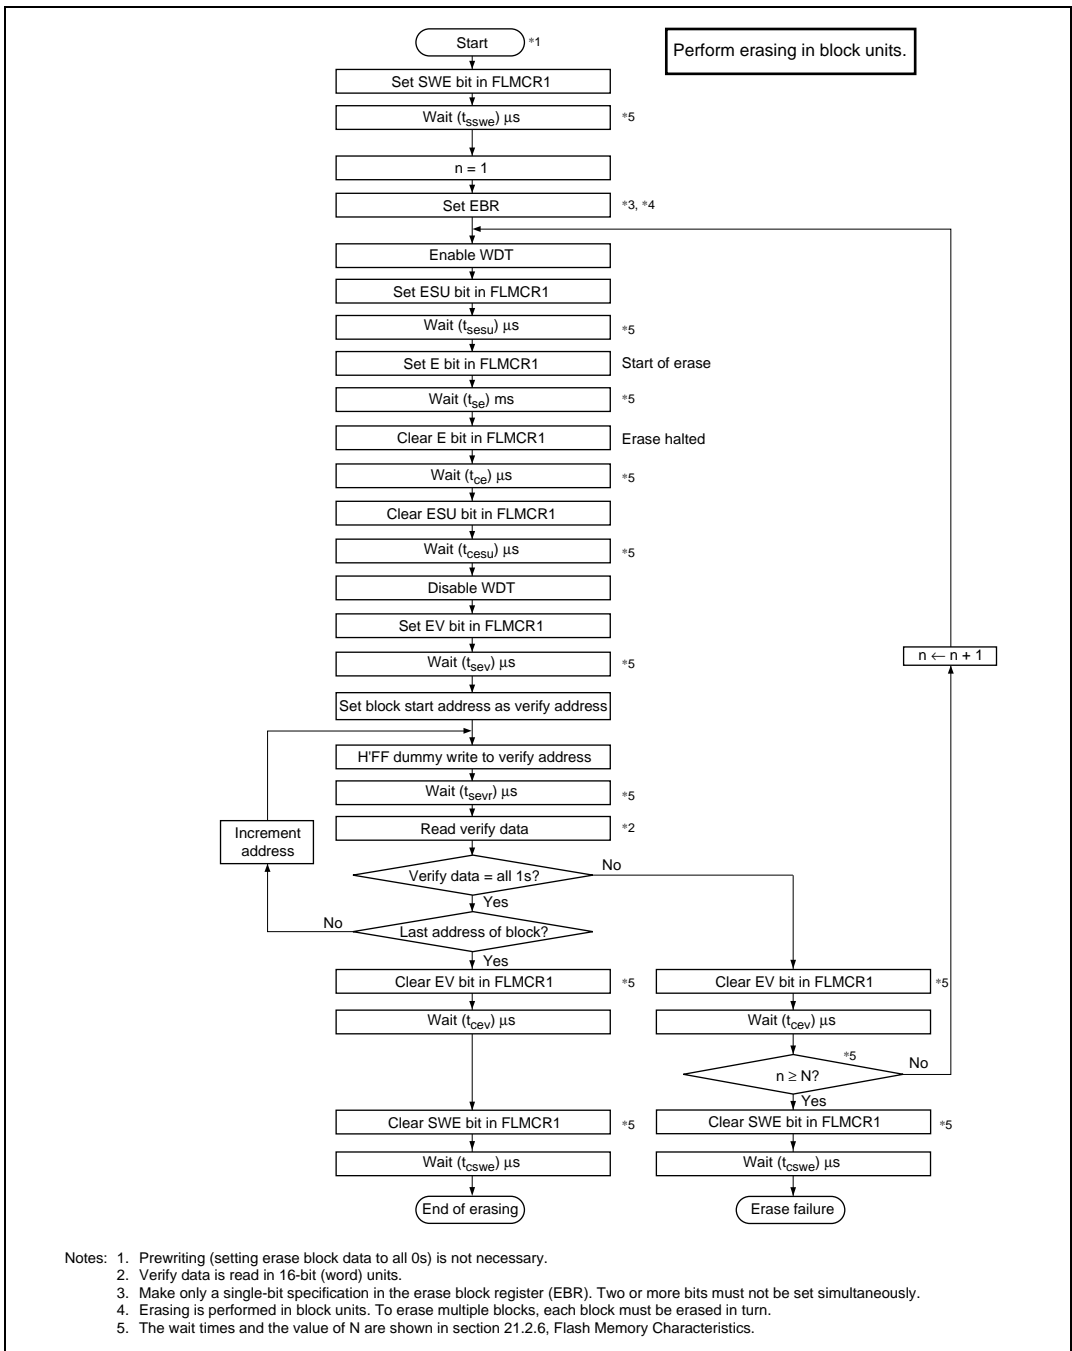 Start *1
Perform erasing in block units.
Set SWE bit in FLMCR1
Wait (tsswe) μs *5
n = 1
Set EBR *3, *4
Enable WDT
Set ESU bit in FLMCR1
Wait (tsesu) μs *5
Set E bit in FLMCR1 Start of erase
Wait (tse) ms *5
Clear E bit in FLMCR1 Erase halted
Wait (tce) μs *5
Clear ESU bit in FLMCR1
Wait (tcesu) μs *5
Disable WDT
Set EV bit in FLMCR1
Wait (tsev) μs *5
n ← n + 1
Set block start address as verify address
H'FF dummy write to verify address
Wait (tsevr) μs *5
Read verify data *2
Increment
address
Verify data = all 1s?
No
Yes
Last address of block?
No
Yes
Clear EV bit in FLMCR1 *5
Clear EV bit in FLMCR1 *5
Wait (tcev) μs
Wait (tcev) μs
n ≥ N? *5
No
Yes
Clear SWE bit in FLMCR1 *5
Clear SWE bit in FLMCR1 *5
Wait (tcswe) μs
Wait (tcswe) μs
End of erasing
Erase failure
Notes: 1. Prewriting (setting erase block data to all 0s) is not necessary.
2. Verify data is read in 16-bit (word) units.
3. Make only a single-bit specification in the erase block register (EBR). Two or more bits must not be set simultaneously.
4. Erasing is performed in block units. To erase multiple blocks, each block must be erased in turn.
5. The wait times and the value of N are shown in section 21.2.6, Flash Memory Characteristics.